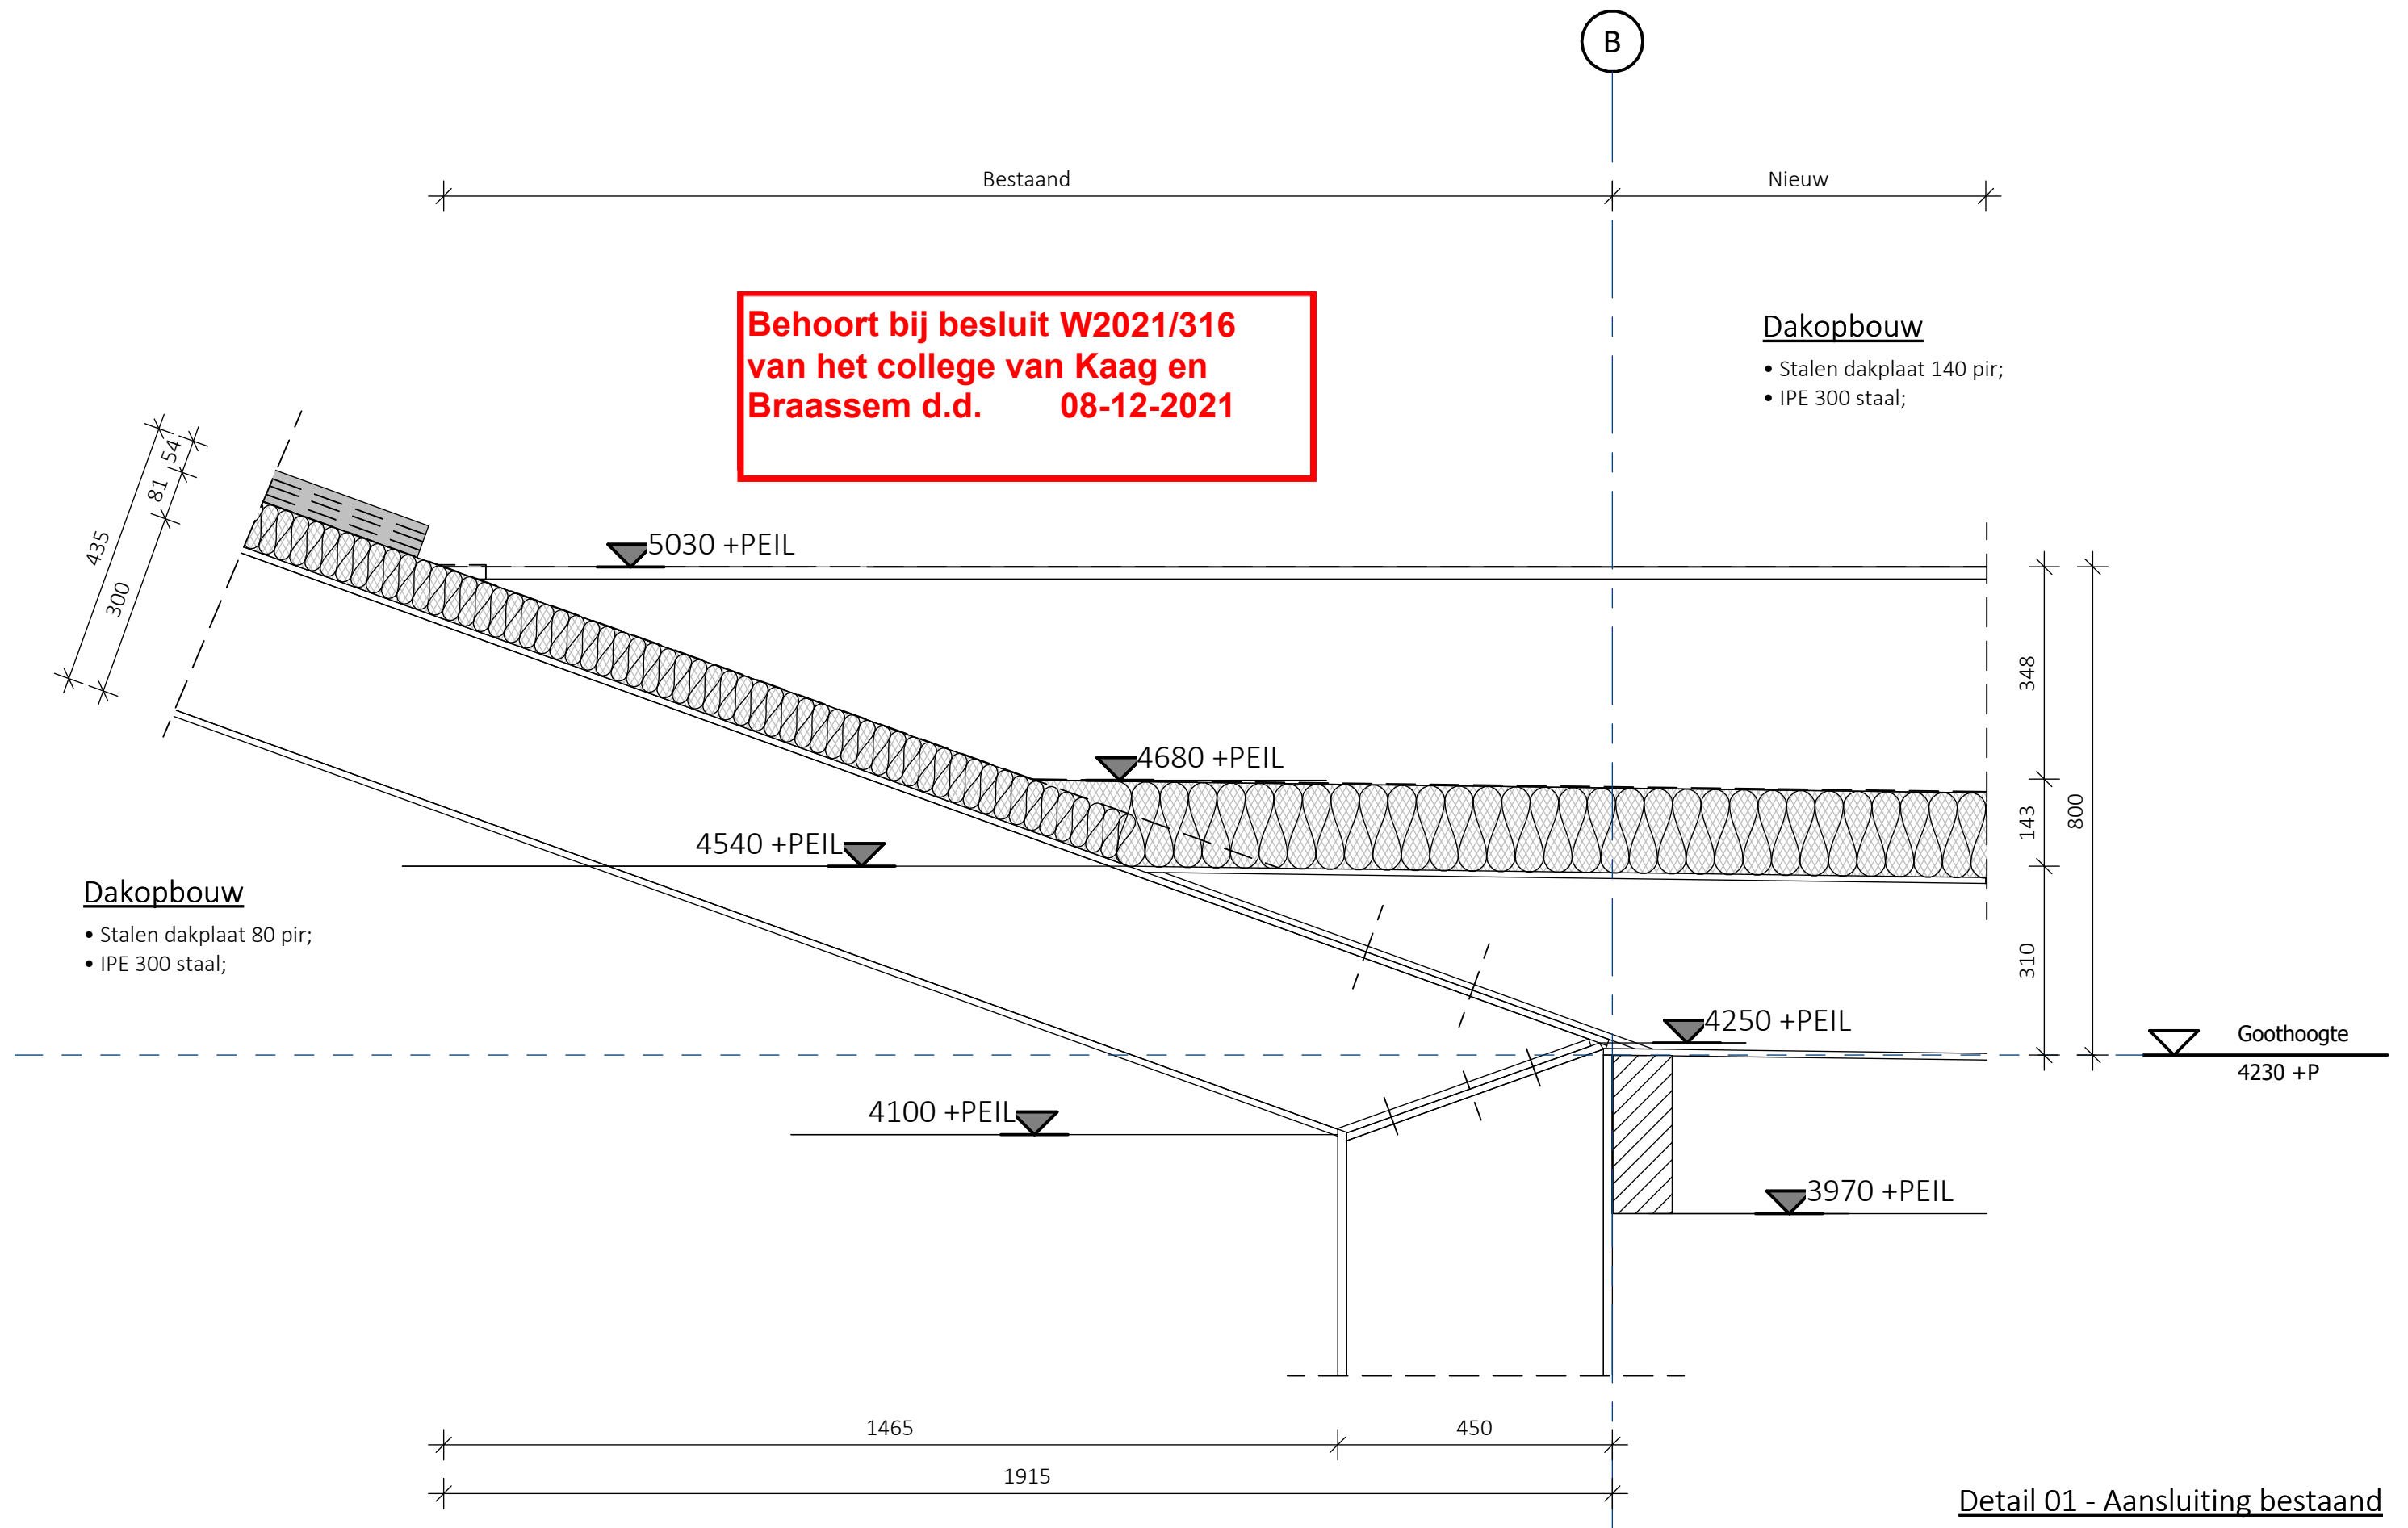 B
Bestaand
Nieuw
Behoort bij besluit W2021/316
van het college van Kaag en
Braassem d.d. 08-12-2021
Dakopbouw
• Stalen dakplaat 140 pir;
• IPE 300 staal;
54
81
435
300
5030 +PEIL
348
4680 +PEIL
143
800
4540 +PEIL
Dakopbouw
• Stalen dakplaat 80 pir;
• IPE 300 staal;
310
4250 +PEIL
Goothoogte
4230 +P
4100 +PEIL
3970 +PEIL
1465
450
1915
Detail 01 - Aansluiting bestaand